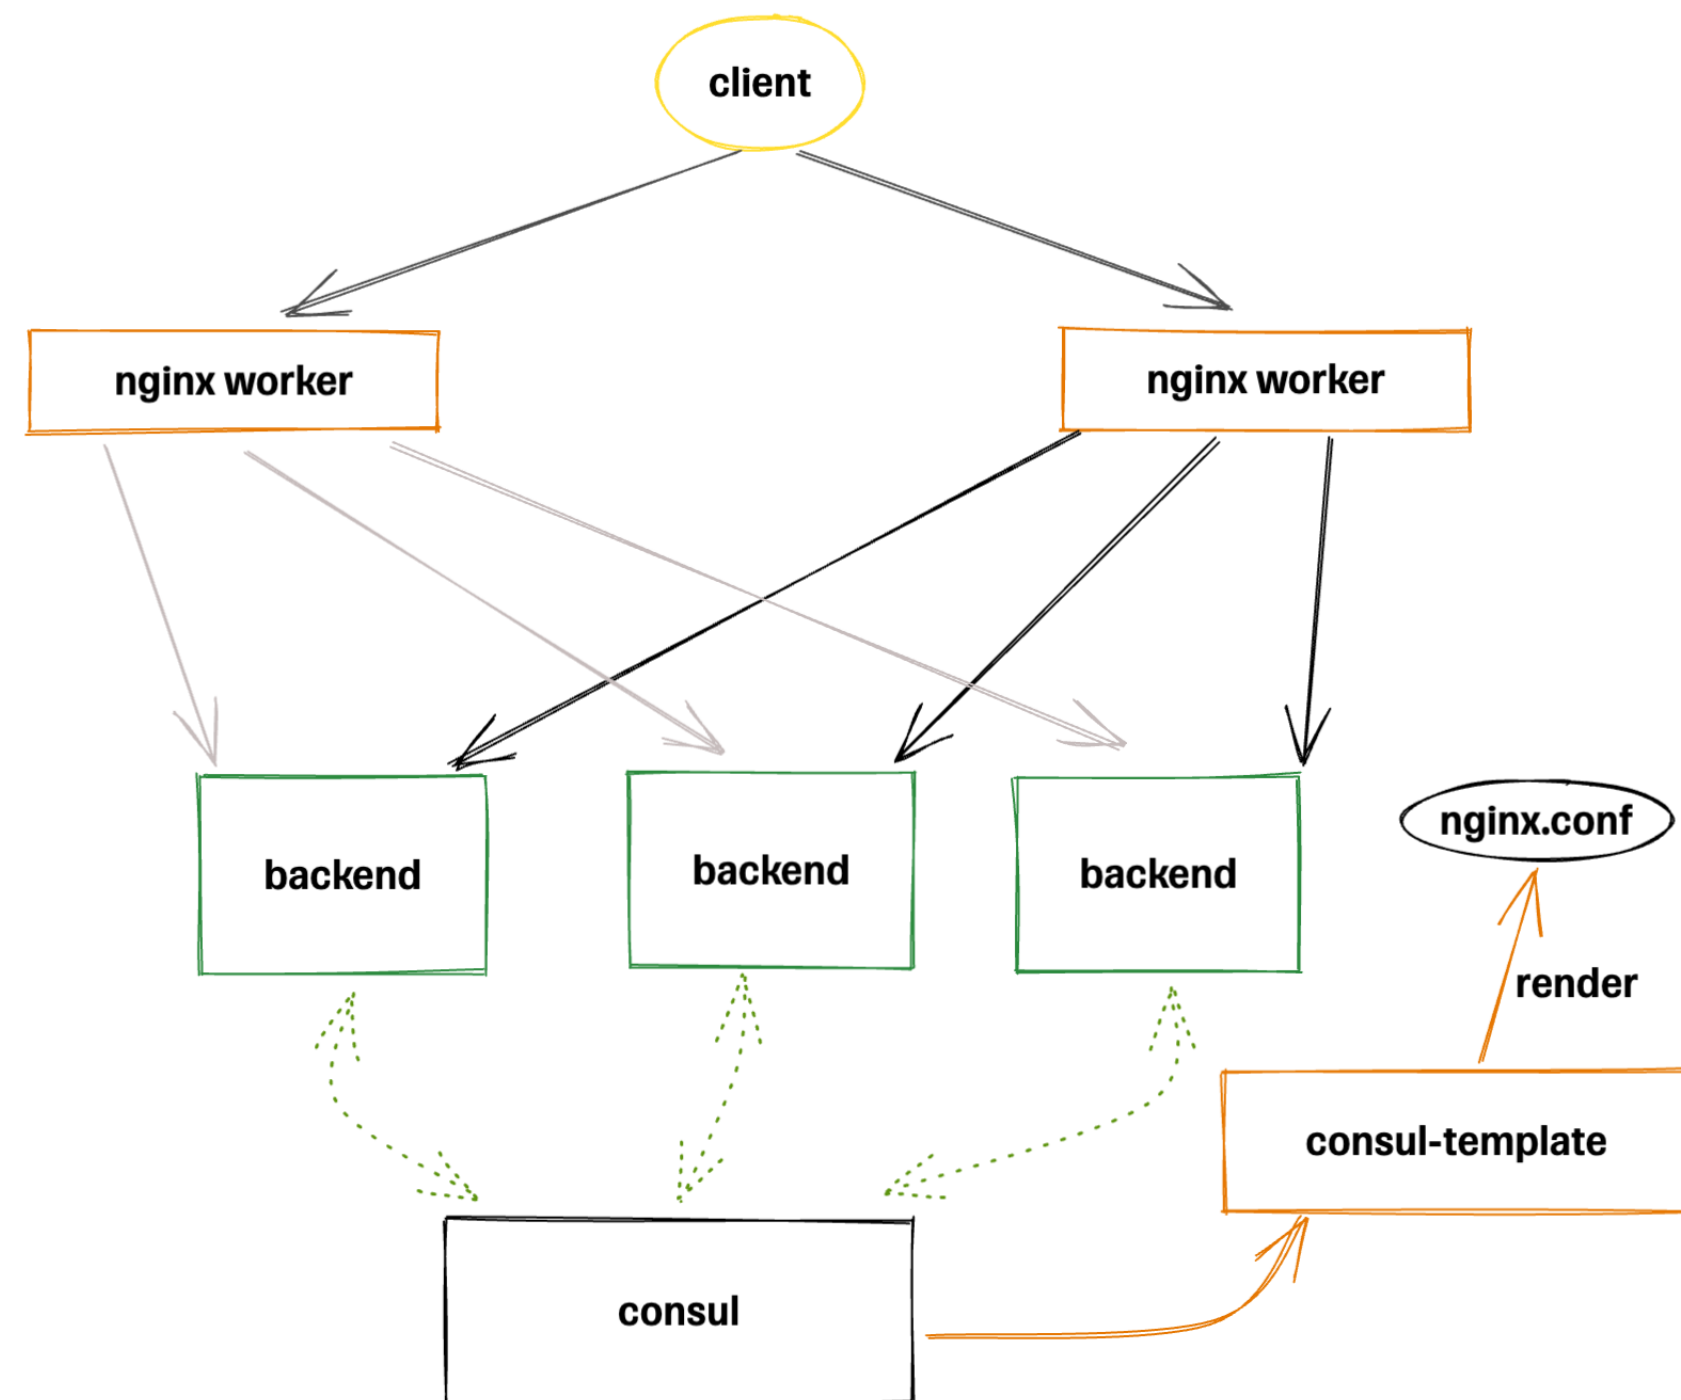 client
nginx worker
nginx worker
backend
backend
backend
nginx.conf
render
consul-template
consul